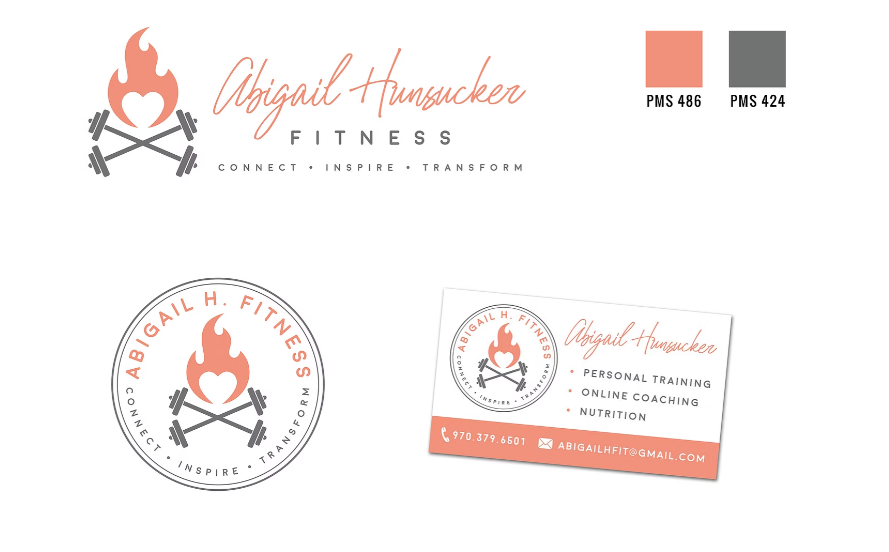 Abigail Hunsucker
FITNESS
CONNECT • INSPIRE • TRANSFORM
PMS 486
PMS 424
ABIGAIL H. FITNESS
CONNECT • INSPIRE • TRANSFORM
ABIGAIL H. FITNESS
CONNECT • INSPIRE • TRANSFORM
Abigail Hunsucker
• PERSONAL TRAINING
• ONLINE COACHING
• NUTRITION
970.379.6501
ABIGAILHFIT@GMAIL.COM